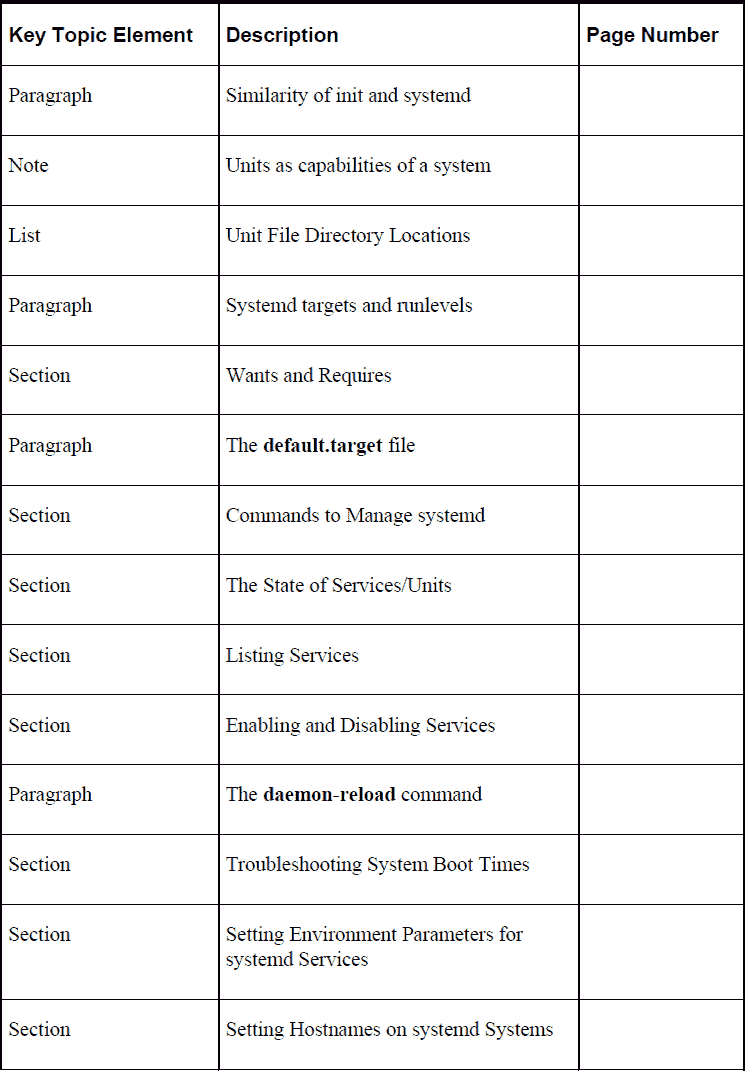 Key Topic Element Description Page Number
Paragraph Similarity of init and systemd
Note Units as capabilities of a system
List Unit File Directory Locations
Paragraph Systemd targets and runlevels
Section Wants and Requires
Paragraph The default.target file
Section Commands to Manage systemd
Section The State of Services/Units
Section Listing Services
Section Enabling and Disabling Services
Paragraph The daemon-reload command
Section Troubleshooting System Boot Times
Section Setting Environment Parameters for
systemd Services
Section Setting Hostnames on systemd Systems